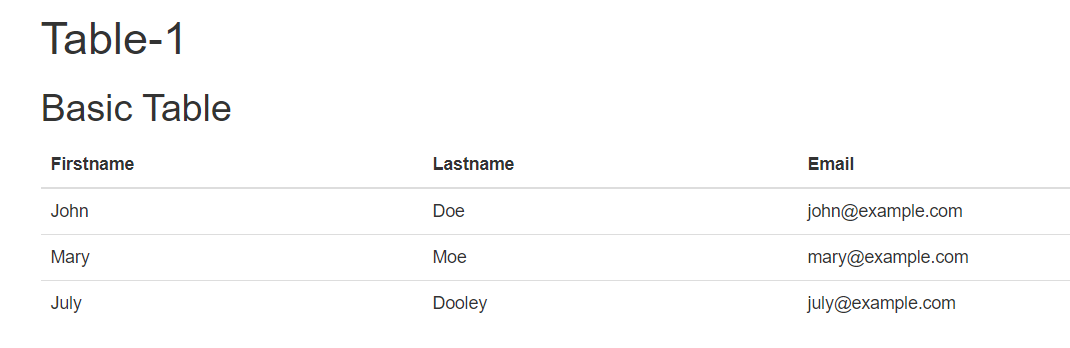 Table-1
Basic Table
Firstname Lastname Email
John Doe john@example.com
Mary Moe mary@example.com
July Dooley july@example.com